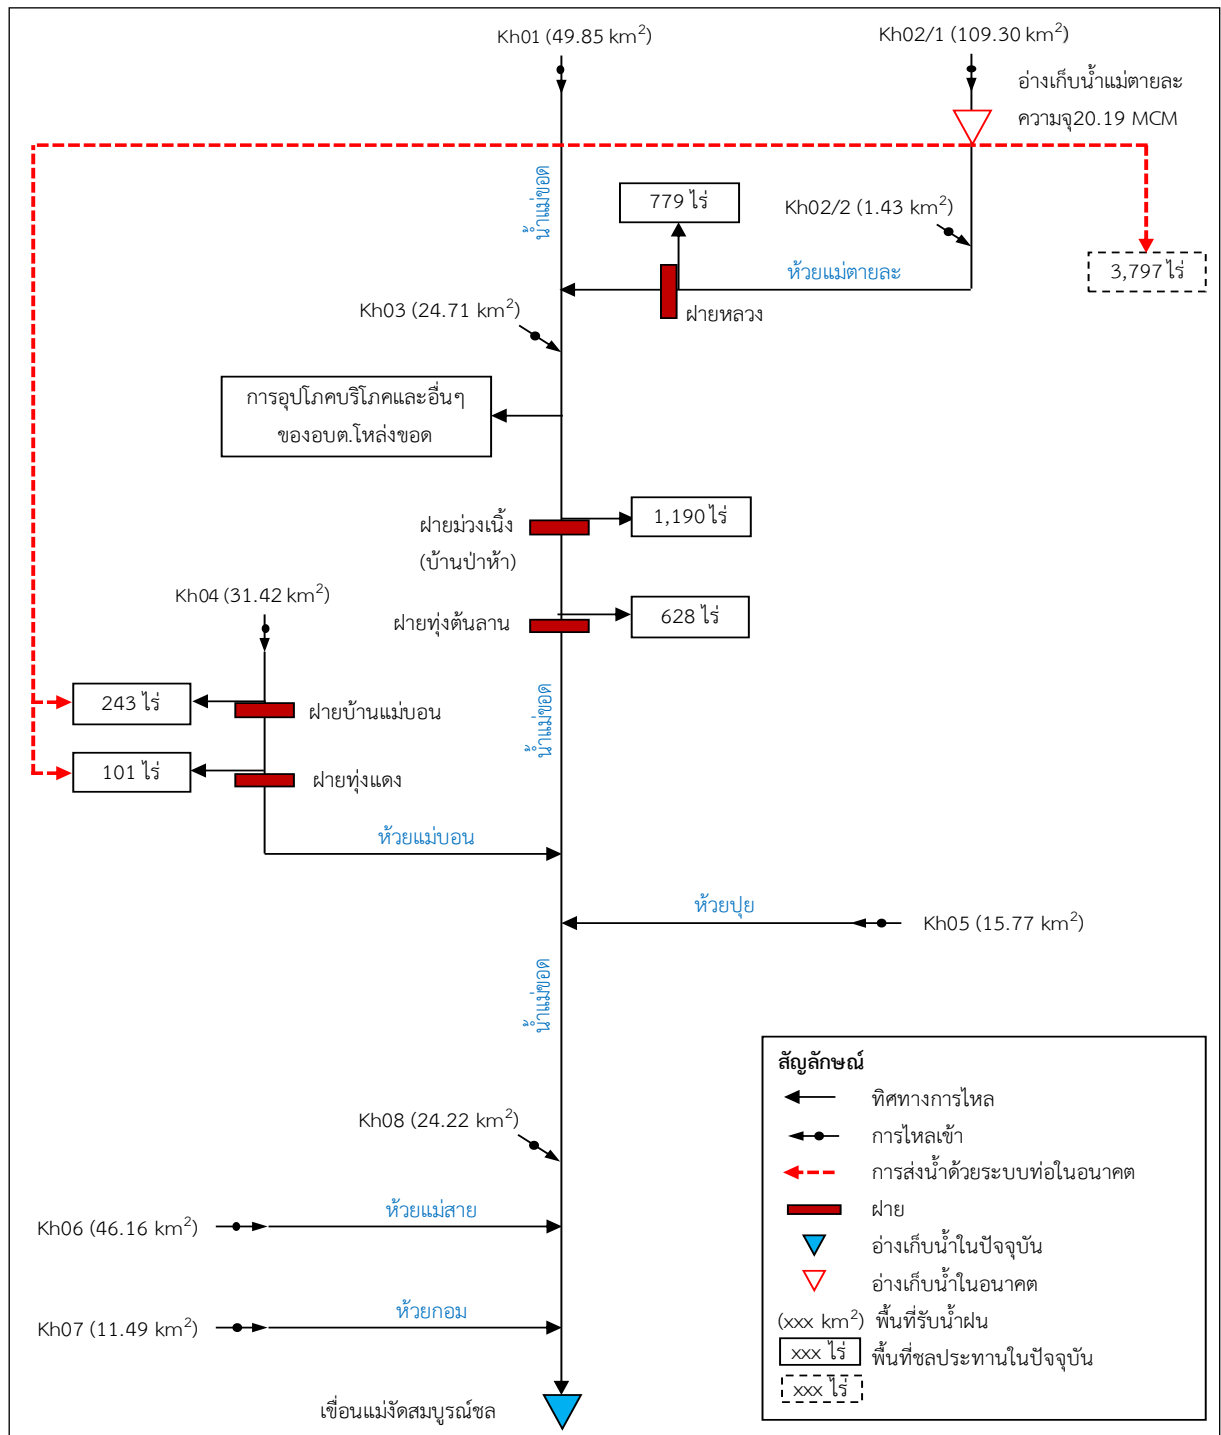 Kh01 (49.85 km²)
Kh02/1 (109.30 km²)
อ่างเก็บน้ำแม่ตายละ
ความจุ20.19 MCM
น้ำแม่ขอด
779 ไร่
Kh02/2 (1.43 km²)
ห้วยแม่ตายละ
3,797 ไร่
Kh03 (24.71 km²)
ฝายหลวง
การอุปโภคบริโภคและอื่นๆ
ของอบต.โหล่งขอด
ฝายม่วงเนิ้ง
(บ้านป่าห้า)
1,190 ไร่
Kh04 (31.42 km²)
ฝายทุ่งต้นลาน
628 ไร่
243 ไร่
ฝายบ้านแม่บอน
น้ำแม่ขอด
101 ไร่
ฝายทุ่งแดง
ห้วยแม่บอน
ห้วยปุย
Kh05 (15.77 km²)
น้ำแม่ขอด
Kh08 (24.22 km²)
Kh06 (46.16 km²)
ห้วยแม่สาย
Kh07 (11.49 km²)
ห้วยกอม
เขื่อนแม่งัดสมบูรณ์ชล
สัญลักษณ์
ทิศทางการไหล
การไหลเข้า
การส่งน้ำด้วยระบบท่อในอนาคต
ฝาย
อ่างเก็บน้ำในปัจจุบัน
อ่างเก็บน้ำในอนาคต
(xxx km²) พื้นที่รับน้ำฝน
xxx ไร่ พื้นที่ชลประทานในปัจจุบัน
xxx ไร่